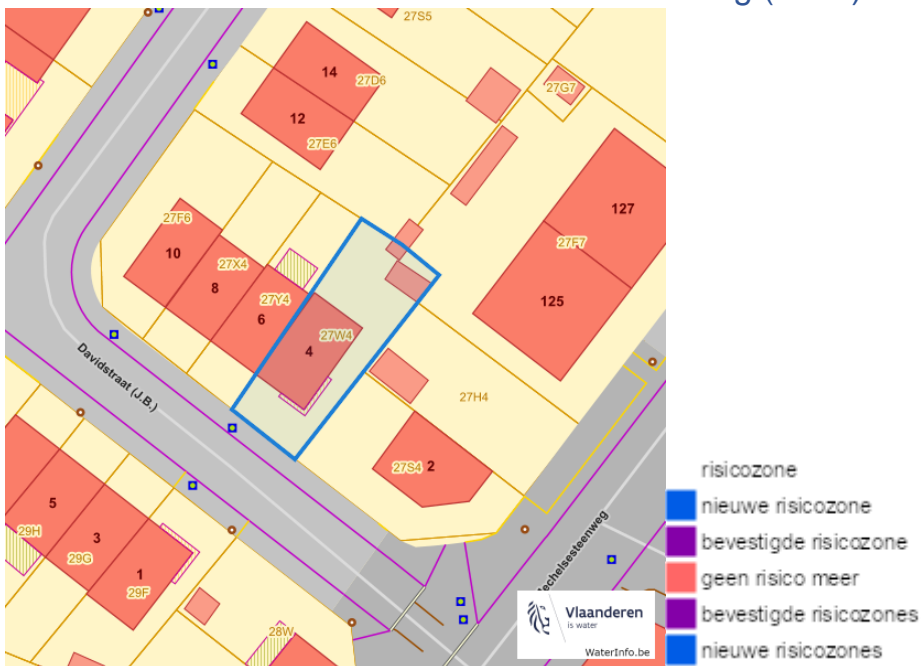 27S5
14
27D6
12
27E6
27G7
127
27F7
125
27F6
10
27X4
8
27Y4
6
27W4
4
27H4
27S4
2
Davidstraat (J.B.)
5
3
1
29H
29G
29F
28W
Vlaanderen
is water
WaterInfo.be
risicozone
nieuwe risicozone
bevestigde risicozone
geen risico meer
bevestigde risicozones
nieuwe risicozones